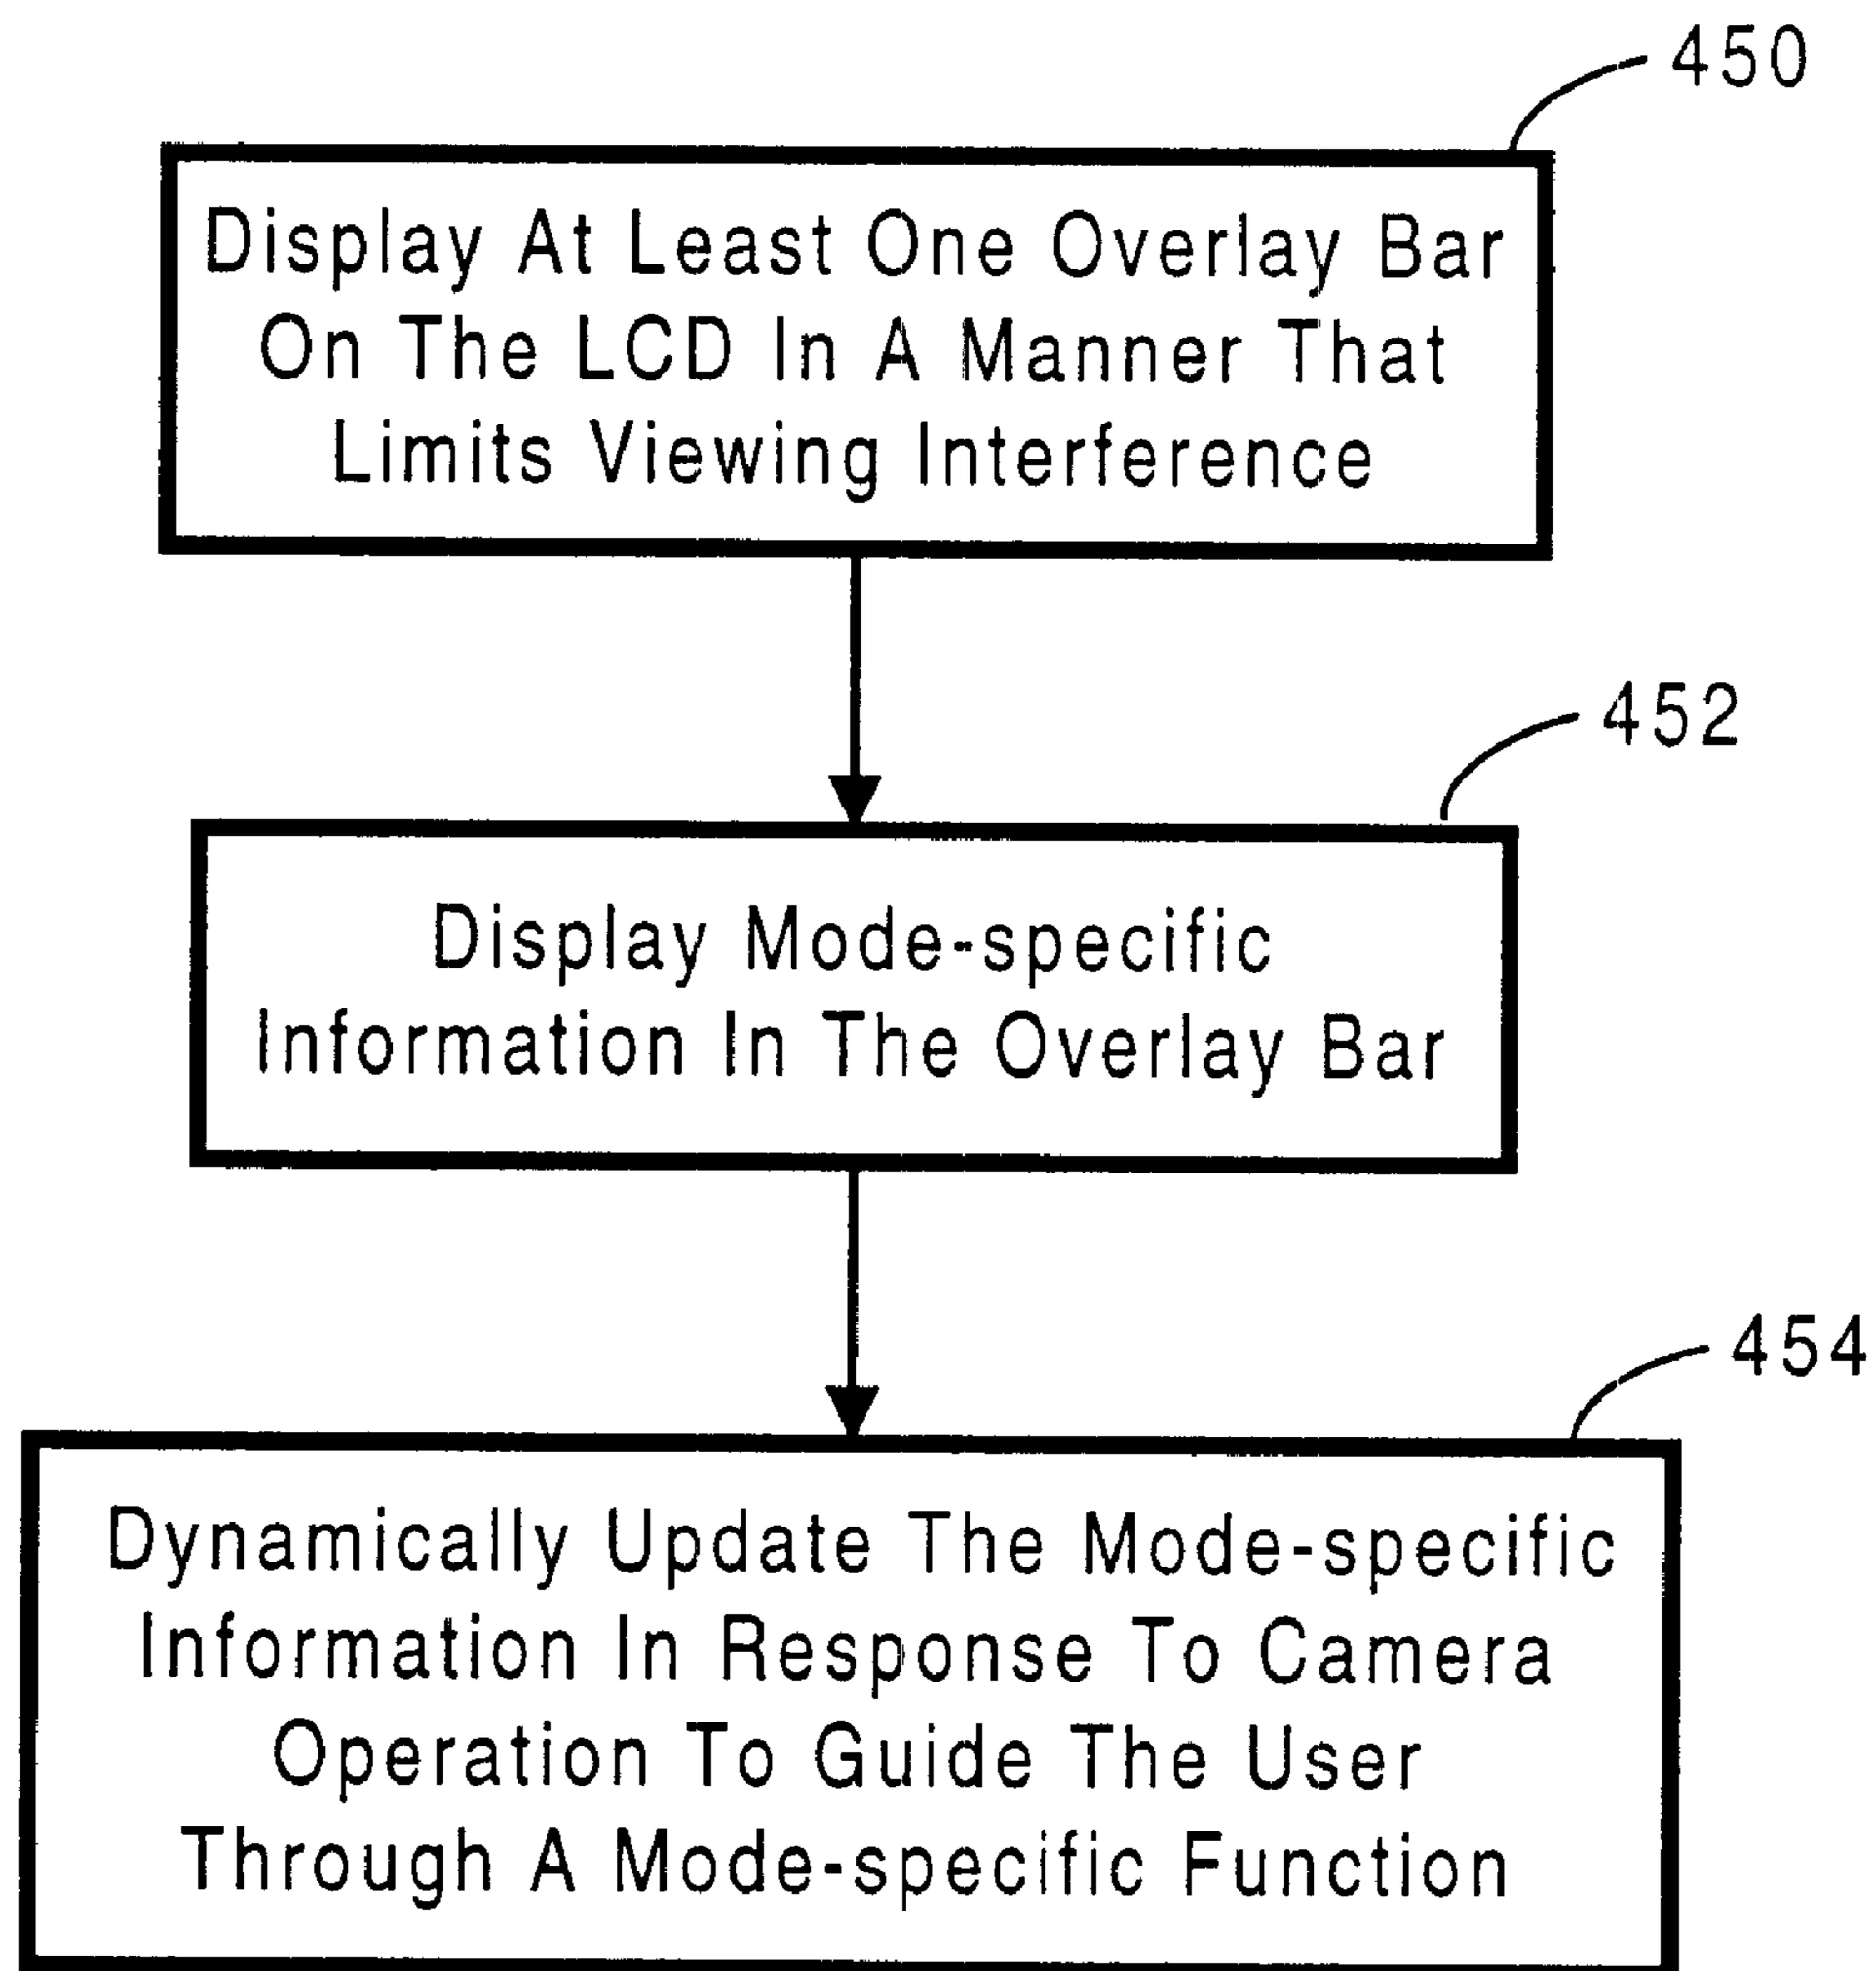 450
Display At Least One Overlay Bar
On The LCD In A Manner That
Limits Viewing Interference
452
Display Mode-specific
Information In The Overlay Bar
454
Dynamically Update The Mode-specific
Information In Response To Camera
Operation To Guide The User
Through A Mode-specific Function